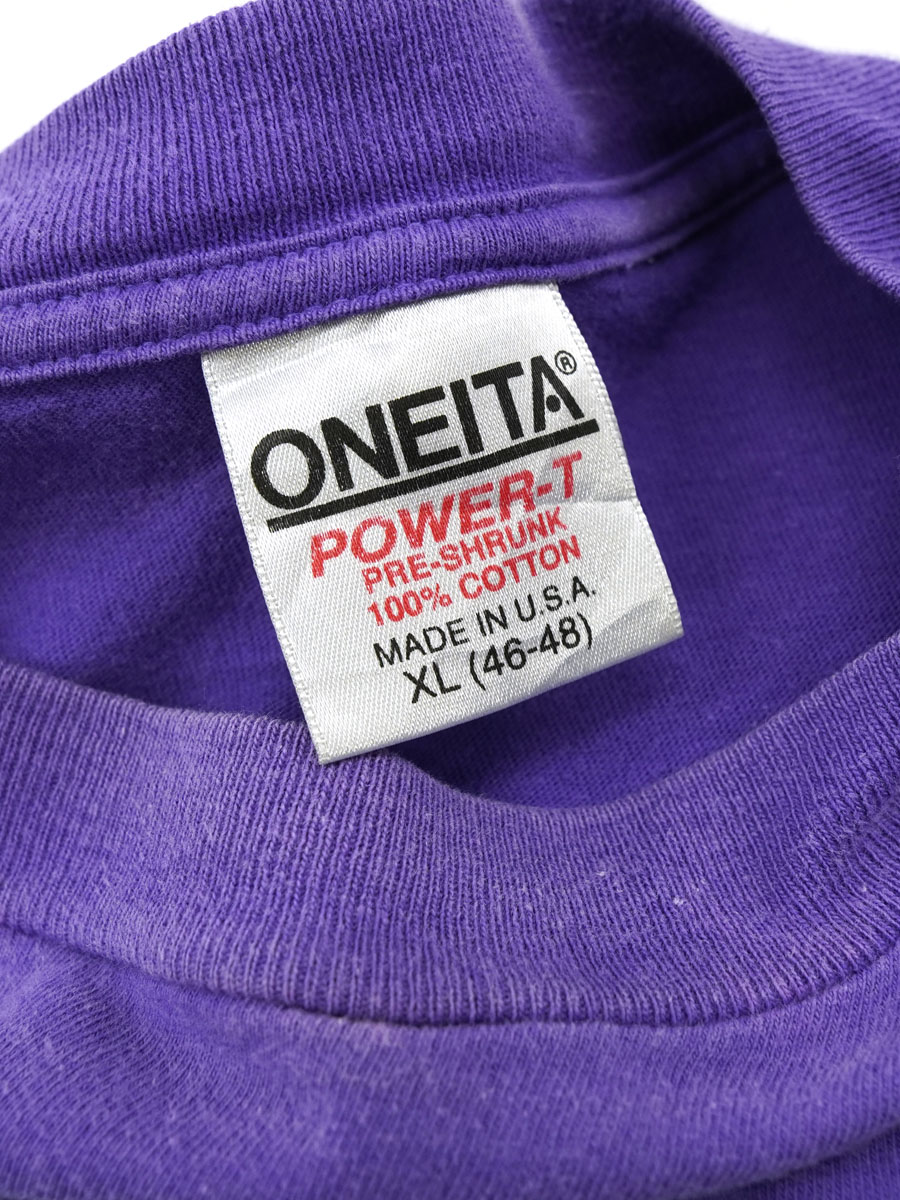 ONEITA®
POWER-T
PRE-SHRUNK
100% COTTON
MADE IN U.S.A.
XL (46-48)